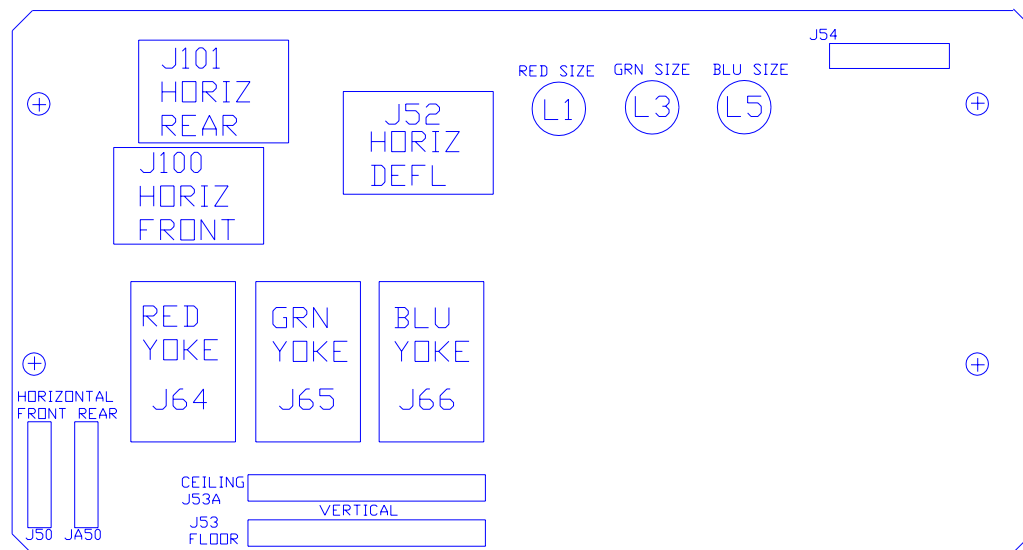 J54
J101
HORIZ
REAR
RED SIZE
GRN SIZE
BLU SIZE
L1
L3
L5
J52
HORIZ
DEFL
J100
HORIZ
FRONT
RED
YOKE
J64
GRN
YOKE
J65
BLU
YOKE
J66
HORIZONTAL
FRONT REAR
J50
JA50
CEILING
J53A
VERTICAL
J53
FLOOR